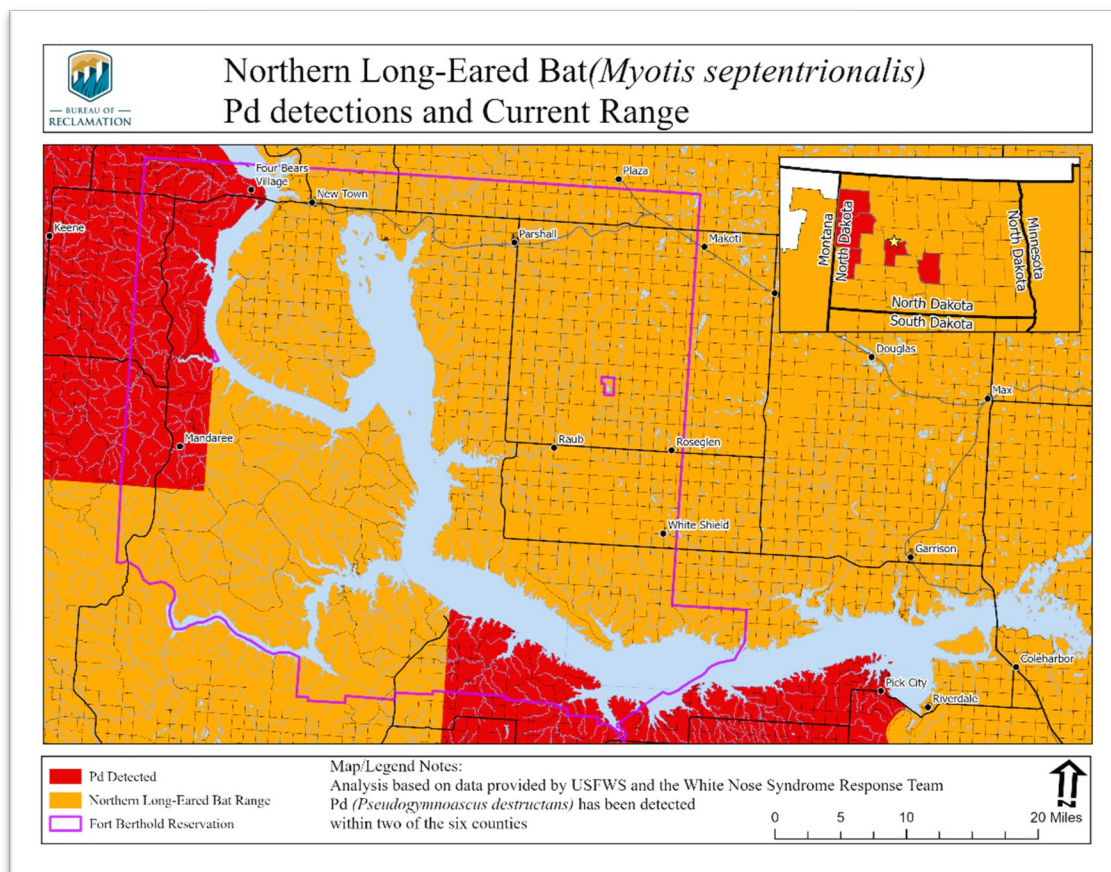 BUREAU OF
RECLAMATION
Northern Long-Eared Bat(Myotis septentrionalis)
Pd detections and Current Range
Four Bears
Village
New Town
Plaza
Keene
Parshall
Makoti
Montana
North Dakota
Minnesota
North Dakota
North Dakota
South Dakota
Douglas
Max
Mandaree
Raub
Roseglen
White Shield
Garrison
Coleharbor
Pick City
Riverdale
Pd Detected
Northern Long-Eared Bat Range
Fort Berthold Reservation
Map/Legend Notes:
Analysis based on data provided by USFWS and the White Nose Syndrome Response Team
Pd (Pseudogymnoascus destructans) has been detected
within two of the six counties
N
0 5 10 20 Miles